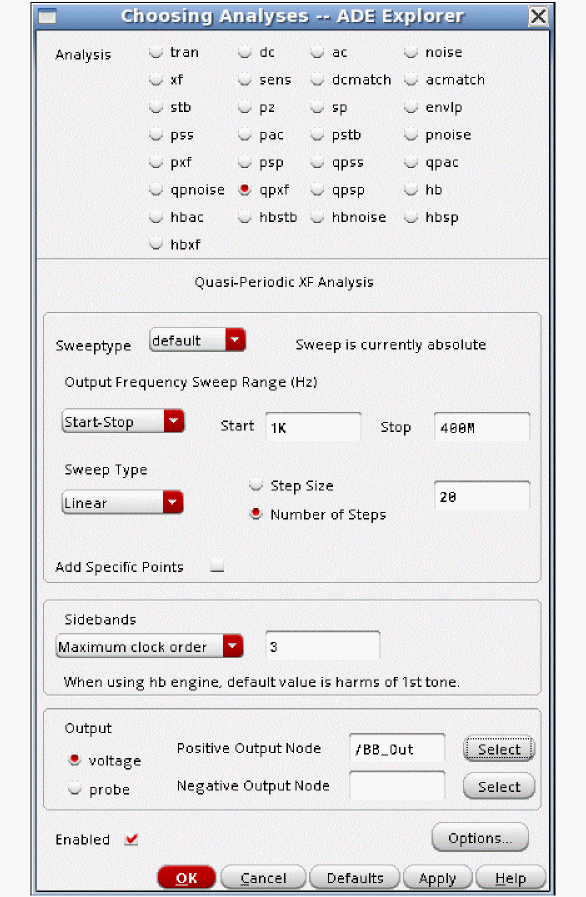 Choosing Analyses -- ADE Explorer
Analysis tran dc ac noise
xf sens dcmatch acmatch
stb pz sp envlp
pss pac pstb pnoise
pxf psp qpss qpac
qpnoise qpxf qpsp hb
hbac hbstb hbnoise hbsp
hbxf
Quasi-Periodic XF Analysis
Sweeptype default Sweep is currently absolute
Output Frequency Sweep Range (Hz)
Start-Stop Start 1K Stop 400M
Sweep Type
Linear Step Size
Number of Steps 20
Add Specific Points
Sidebands
Maximum clock order 3
When using hb engine, default value is harms of 1st tone.
Output
voltage Positive Output Node /BB_Out Select
probe Negative Output Node Select
Enabled Options...
OK Cancel Defaults Apply Help